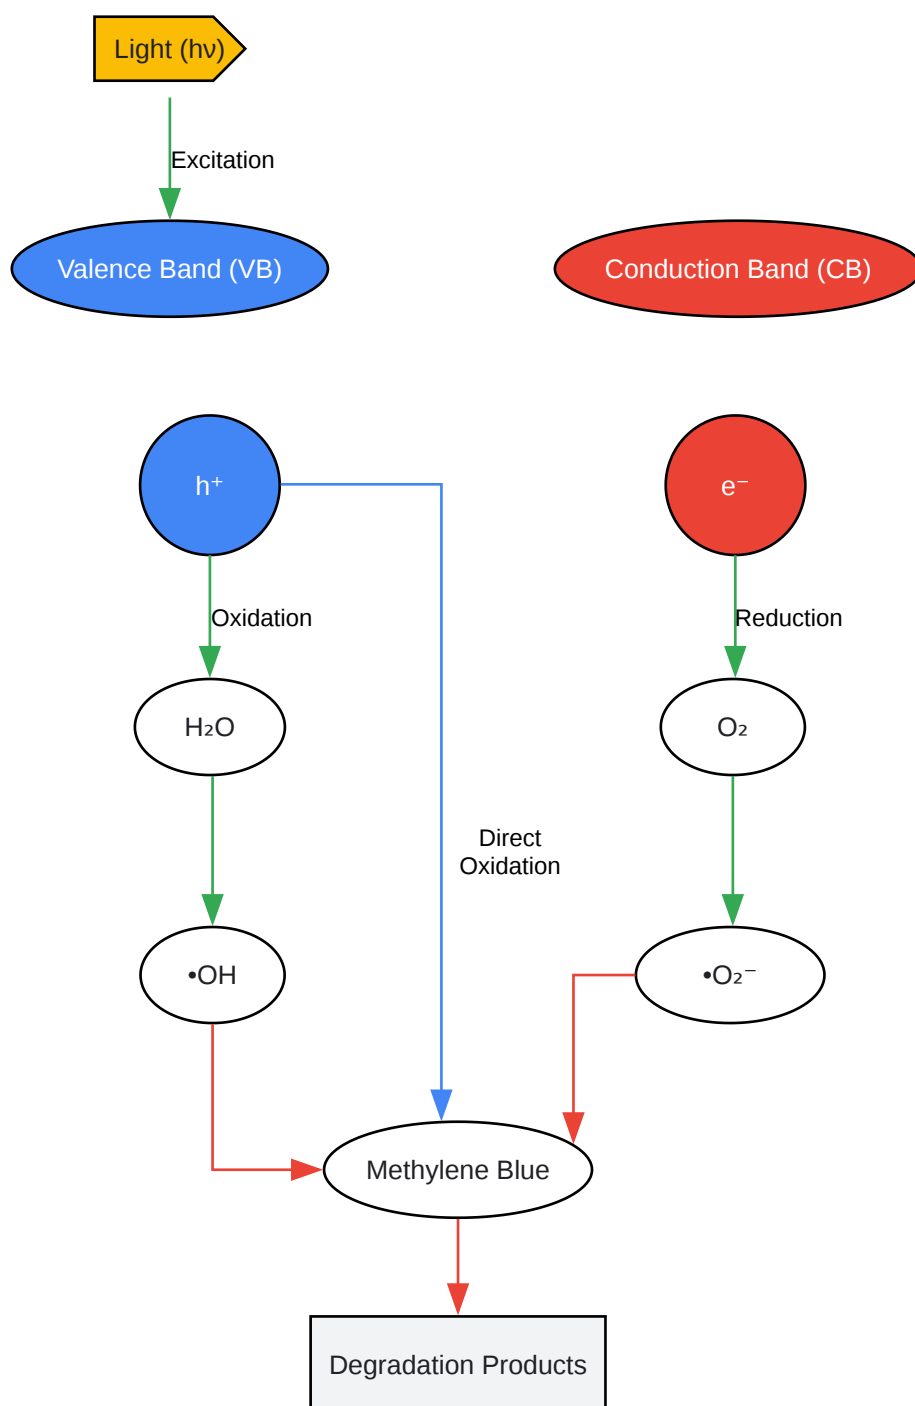 Light (hν)
Excitation
Valence Band (VB)
Conduction Band (CB)
h⁺
e⁻
Oxidation
Reduction
H₂O
O₂
Direct
Oxidation
•OH
•O₂⁻
Methylene Blue
Degradation Products